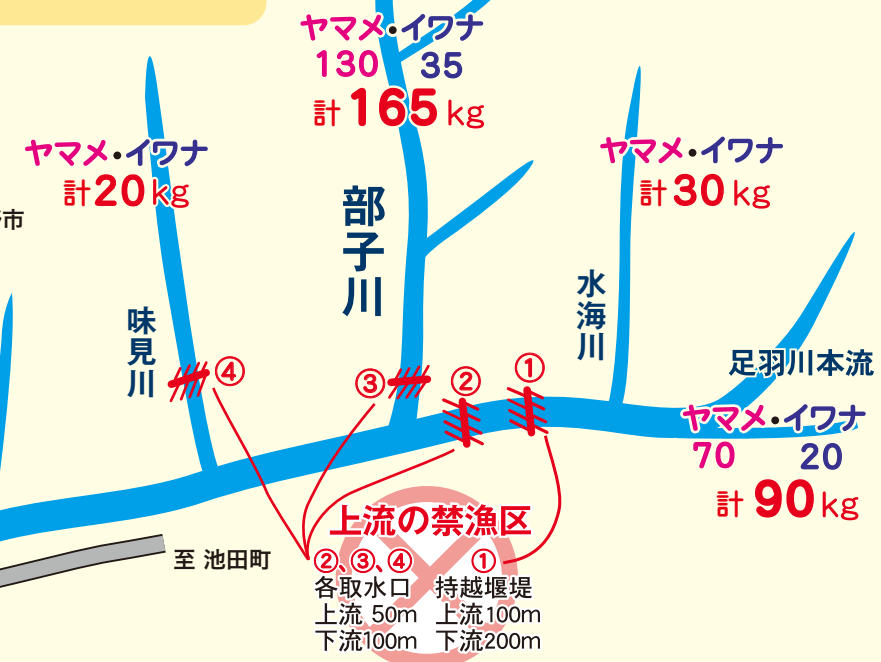 ヤマメ・イワナ
130 35
計165kg
ヤマメ・イワナ
計20kg
ヤマメ・イワナ
計30kg
市
部子川
味見川
水海川
足羽川本流
④
③
②
①
ヤマメ・イワナ
70 20
計90kg
上流の禁漁区
②、③、④ ①
至 池田町
各取水口 持越堰堤
上流 50m 上流100m
下流100m 下流200m